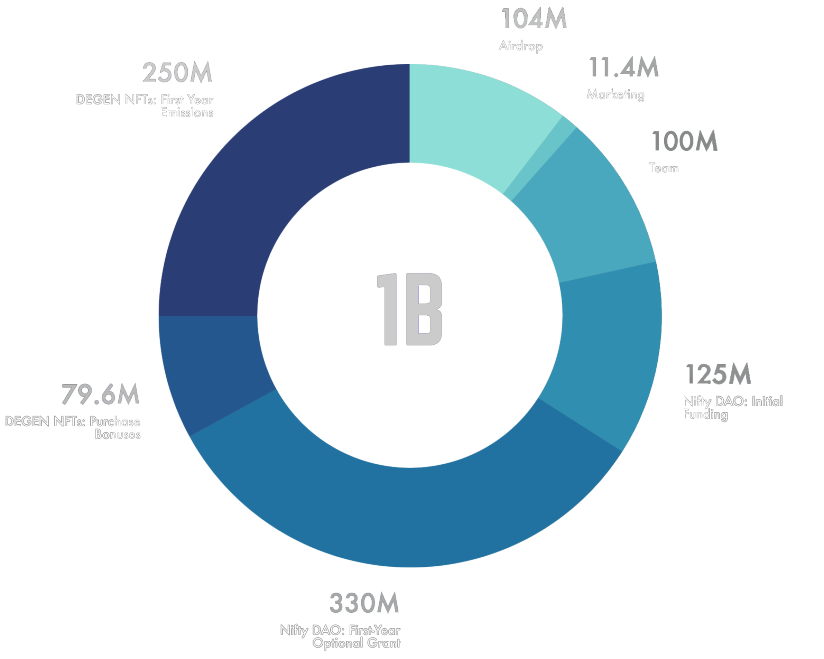 104M
Airdrop
11.4M
Marketing
100M
Team
125M
Nifty DAO: Initial
Funding
330M
Nifty DAO: First-Year
Optional Grant
79.6M
DEGEN NFTs: Purchase
Bonuses
250M
DEGEN NFTs: First Year
Emissions
1B